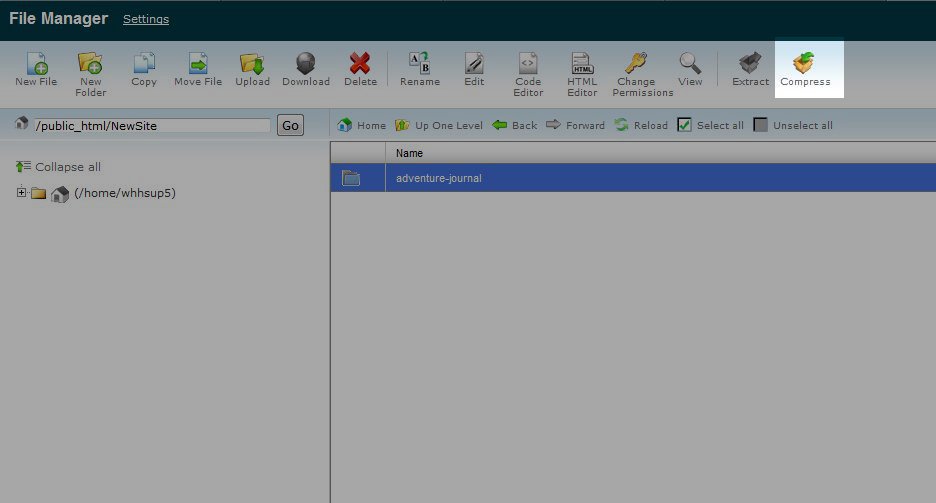 File Manager Settings
New File New Folder Copy Move File Upload Download Delete Rename Edit Code Editor HTML Editor Change Permissions View Extract Compress
/public_html/NewSite Go Home Up One Level Back Forward Reload Select all Unselect all
Name
Collapse all
adventure-journal
(/home/whhsup5)